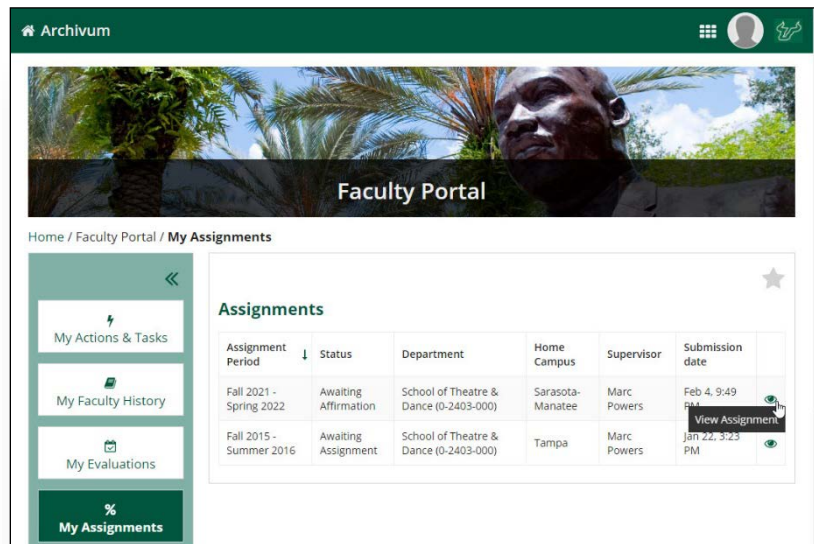 Archivum
Faculty Portal
Home / Faculty Portal / My Assignments
My Actions & Tasks
My Faculty History
My Evaluations
%
My Assignments
Assignments
Assignment Period ↓ Status Department Home Campus Supervisor Submission date
Fall 2021 - Spring 2022 Awaiting Affirmation School of Theatre & Dance (0-2403-000) Sarasota-Manatee Marc Powers Feb 4, 9:49 PM
View Assignment
Fall 2015 - Summer 2016 Awaiting Assignment School of Theatre & Dance (0-2403-000) Tampa Marc Powers Jan 22, 3:23 PM